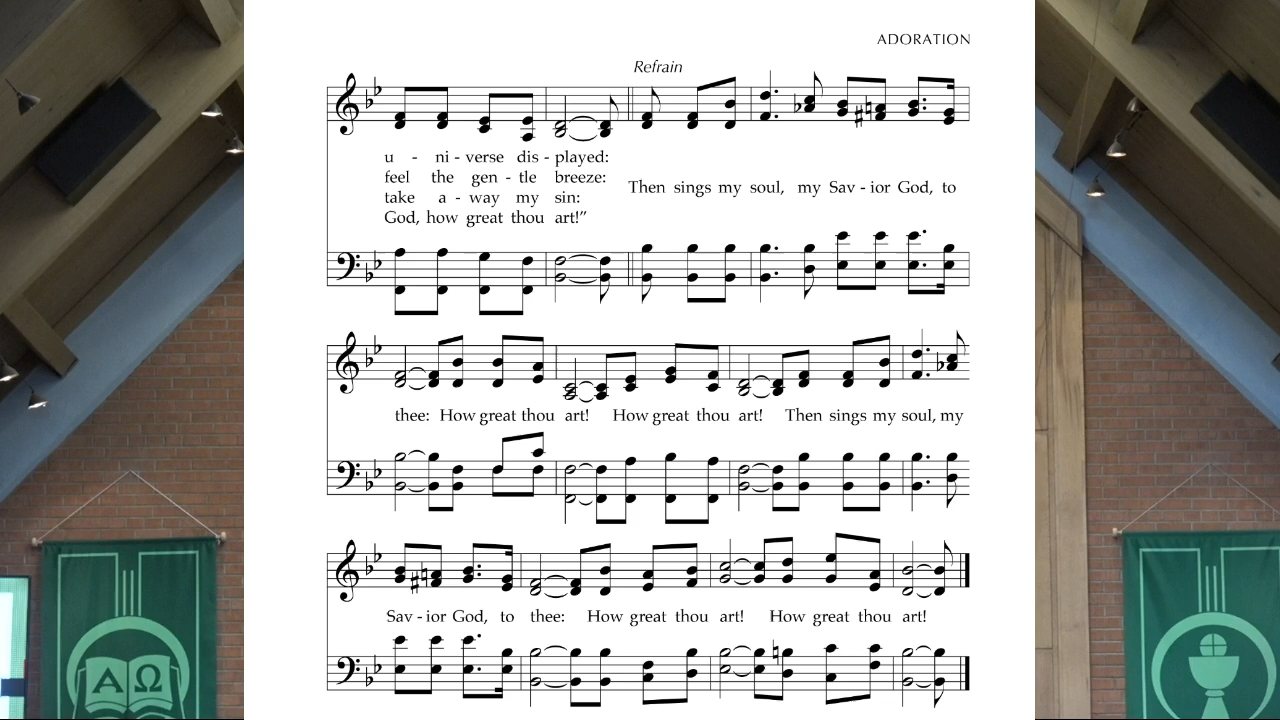 ADORATION
Refrain
u - ni - verse dis - played:
feel the gen - tle breeze:
take a - way my sin:
God, how great thou art!”
Then sings my soul, my Sav - ior God, to
thee: How great thou art! How great thou art! Then sings my soul, my
Sav - ior God, to thee: How great thou art! How great thou art!
Α Ω